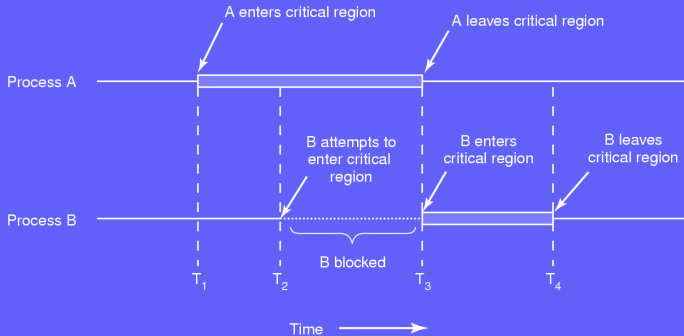 A enters critical region
A leaves critical region
Process A
B attempts to
enter critical
region
B enters
critical region
B leaves
critical region
Process B
B blocked
T1
T2
T3
T4
Time